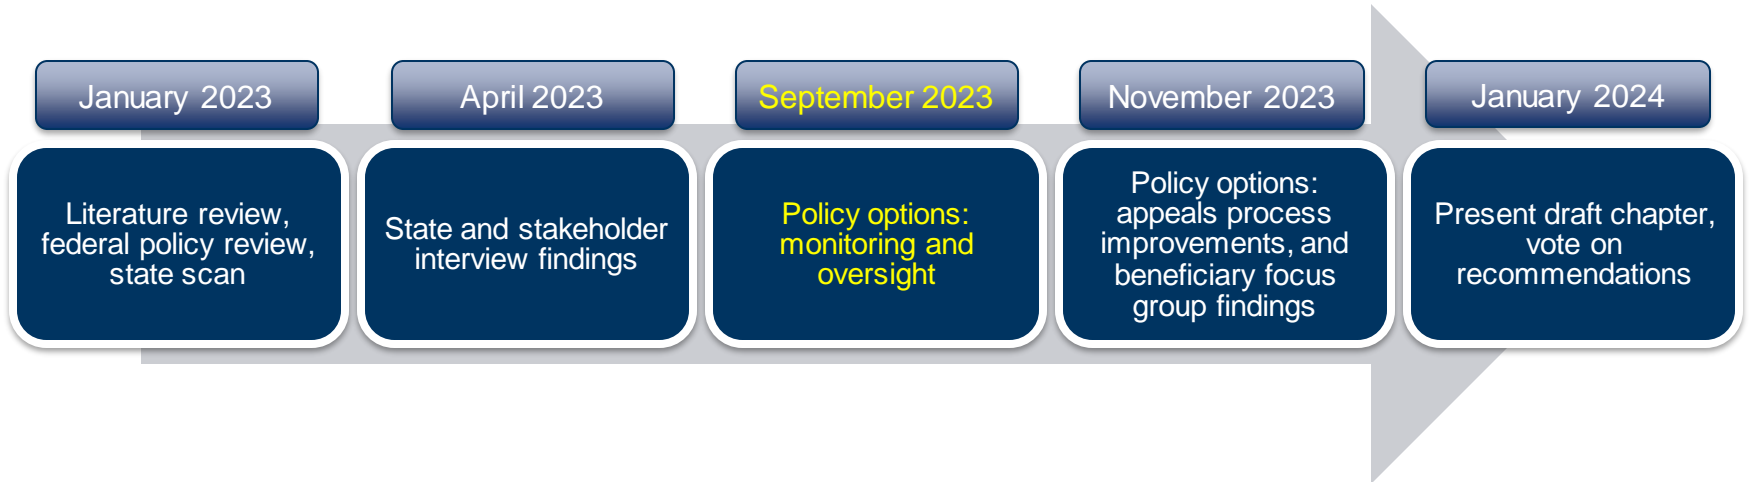 January 2023
Literature review,
federal policy review,
state scan
April 2023
State and stakeholder
interview findings
September 2023
Policy options:
monitoring and
oversight
November 2023
Policy options:
appeals process
improvements, and
beneficiary focus
group findings
January 2024
Present draft chapter,
vote on
recommendations